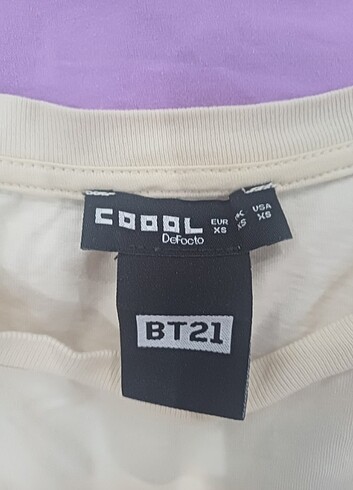 COOOL
DeFacto
EUR
XS
UK
XS
USA
XS
BT21